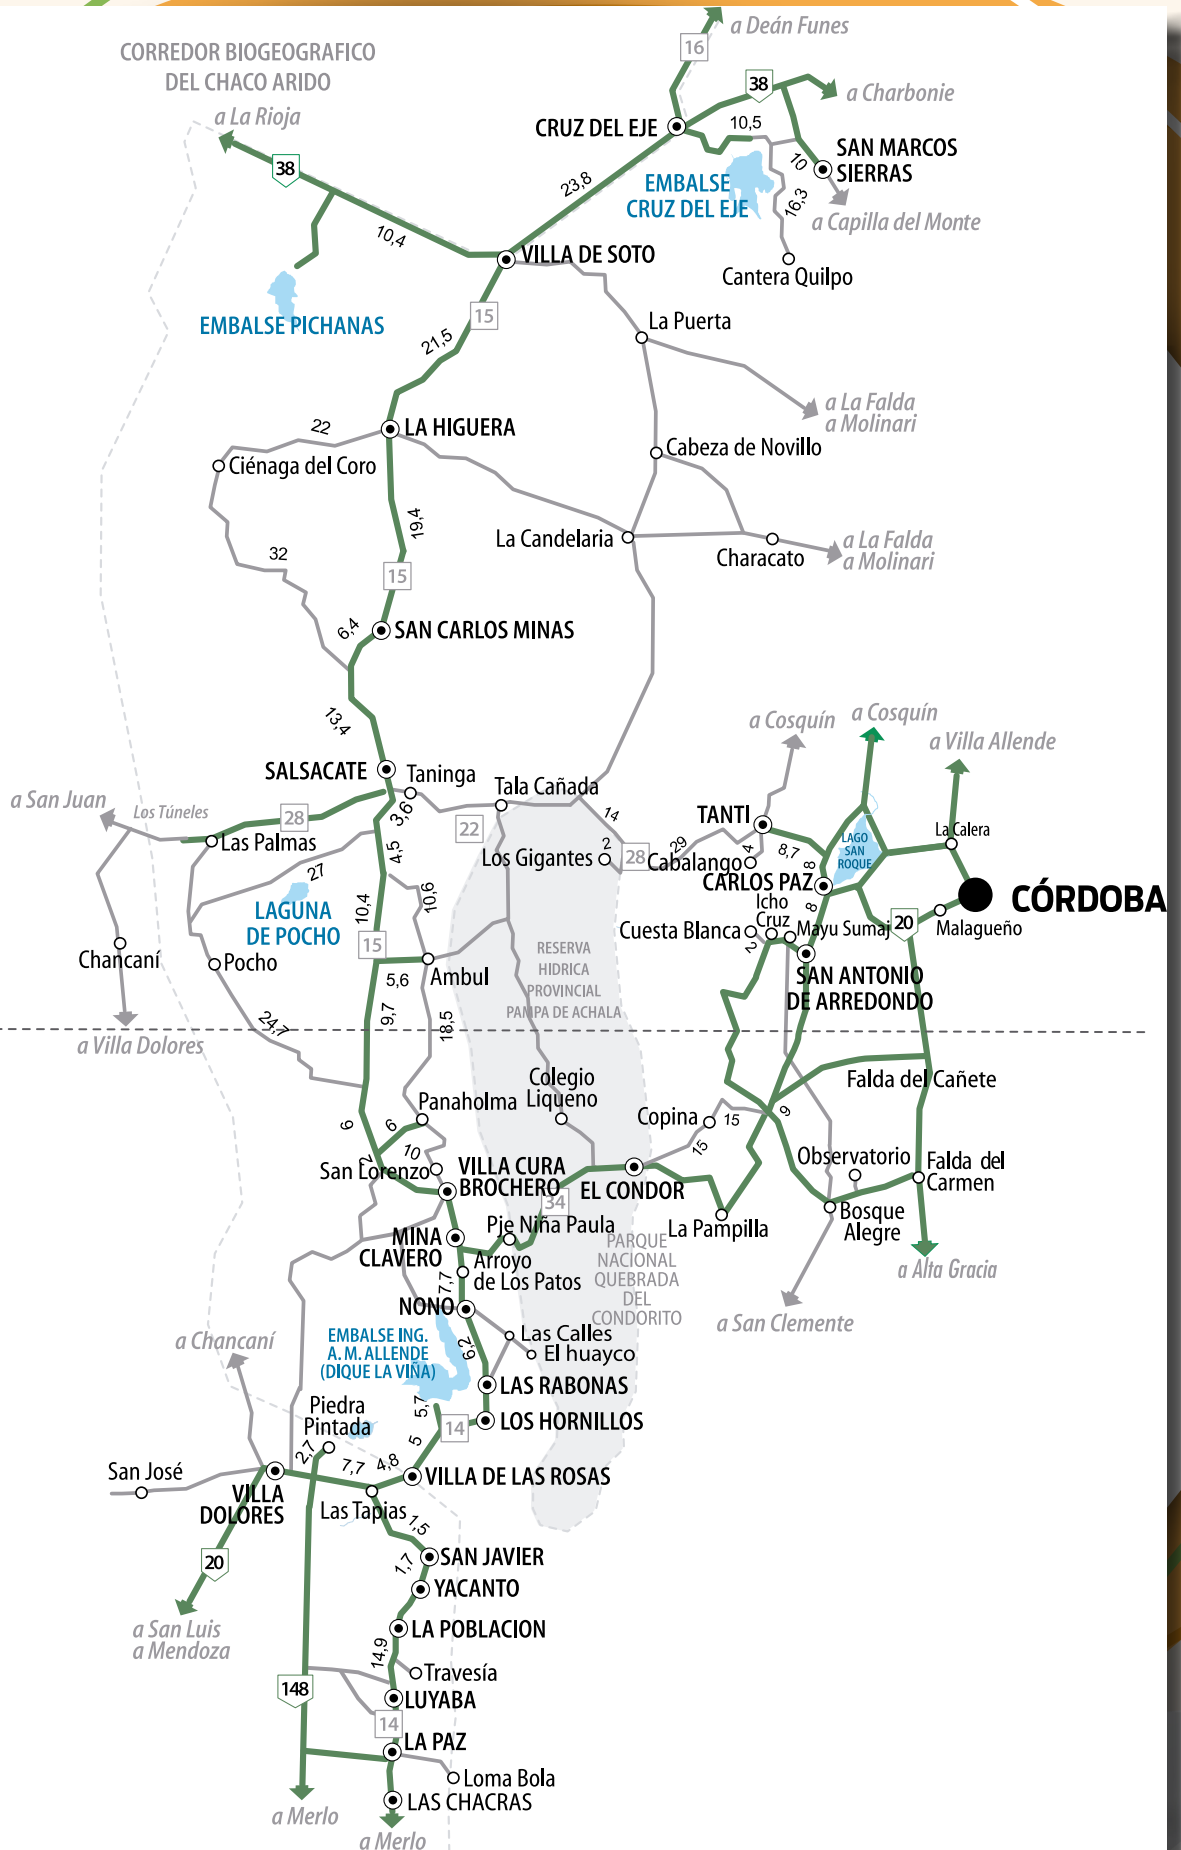 a Deán Funes
16
CORREDOR BIOGEOGRAFICO
DEL CHACO ARIDO
38
a Charbonie
a La Rioja
CRUZ DEL EJE
10,5
SAN MARCOS
SIERRAS
10
38
23,8
EMBALSE
CRUZ DEL EJE
16,3
a Capilla del Monte
10,4
VILLA DE SOTO
Cantera Quilpo
EMBALSE PICHANAS
15
La Puerta
21,5
a La Falda
a Molinari
22
LA HIGUERA
Ciénaga del Coro
Cabeza de Novillo
19,4
La Candelaria
Characato
a La Falda
a Molinari
32
15
6,4
SAN CARLOS MINAS
13,4
a Cosquín
a Cosquín
a Villa Allende
SALSACATE
Taninga
Tala Cañada
a San Juan
Los Túneles
28
3,6
22
14
TANTI
La Calera
Las Palmas
4,5
Los Gigantes
2
28
29
Cabalango
4
8,7
8
LAGO
SAN
ROQUE
27
CARLOS PAZ
CÓRDOBA
LAGUNA
DE POCHO
10,4
10,6
Icho
Cruz
8
20
Malagueño
Cuesta Blanca
2
Mayu Sumaj
15
Chancaní
Pocho
Ambul
5,6
RESERVA
HIDRICA
PROVINCIAL
PAMPA DE ACHALA
SAN ANTONIO
DE ARREDONDO
9,7
18,5
24,7
a Villa Dolores
Falda del Cañete
Colegio
Liqueno
Panaholma
Copina
15
9
6
6
15
10
2
San Lorenzo
VILLA CURA
BROCHERO
EL CONDOR
Observatorio
Falda del
Carmen
34
La Pampilla
Bosque
Alegre
Pje Niña Paula
MINA
CLAVERO
PARQUE
NACIONAL
QUEBRADA
DEL
CONDORITO
Arroyo
de Los Patos
7,7
a Alta Gracia
NONO
a San Clemente
EMBALSE ING.
A. M. ALLENDE
(DIQUE LA VIÑA)
6,2
Las Calles
El huayco
a Chancaní
LAS RABONAS
5,7
Piedra
Pintada
14
LOS HORNILLOS
5
2,7
7,7
4,8
VILLA DE LAS ROSAS
San José
VILLA
DOLORES
Las Tapias
1,5
20
SAN JAVIER
1,7
YACANTO
a San Luis
a Mendoza
LA POBLACION
14,9
Travesía
148
LUYABA
14
LA PAZ
Loma Bola
LAS CHACRAS
a Merlo
a Merlo